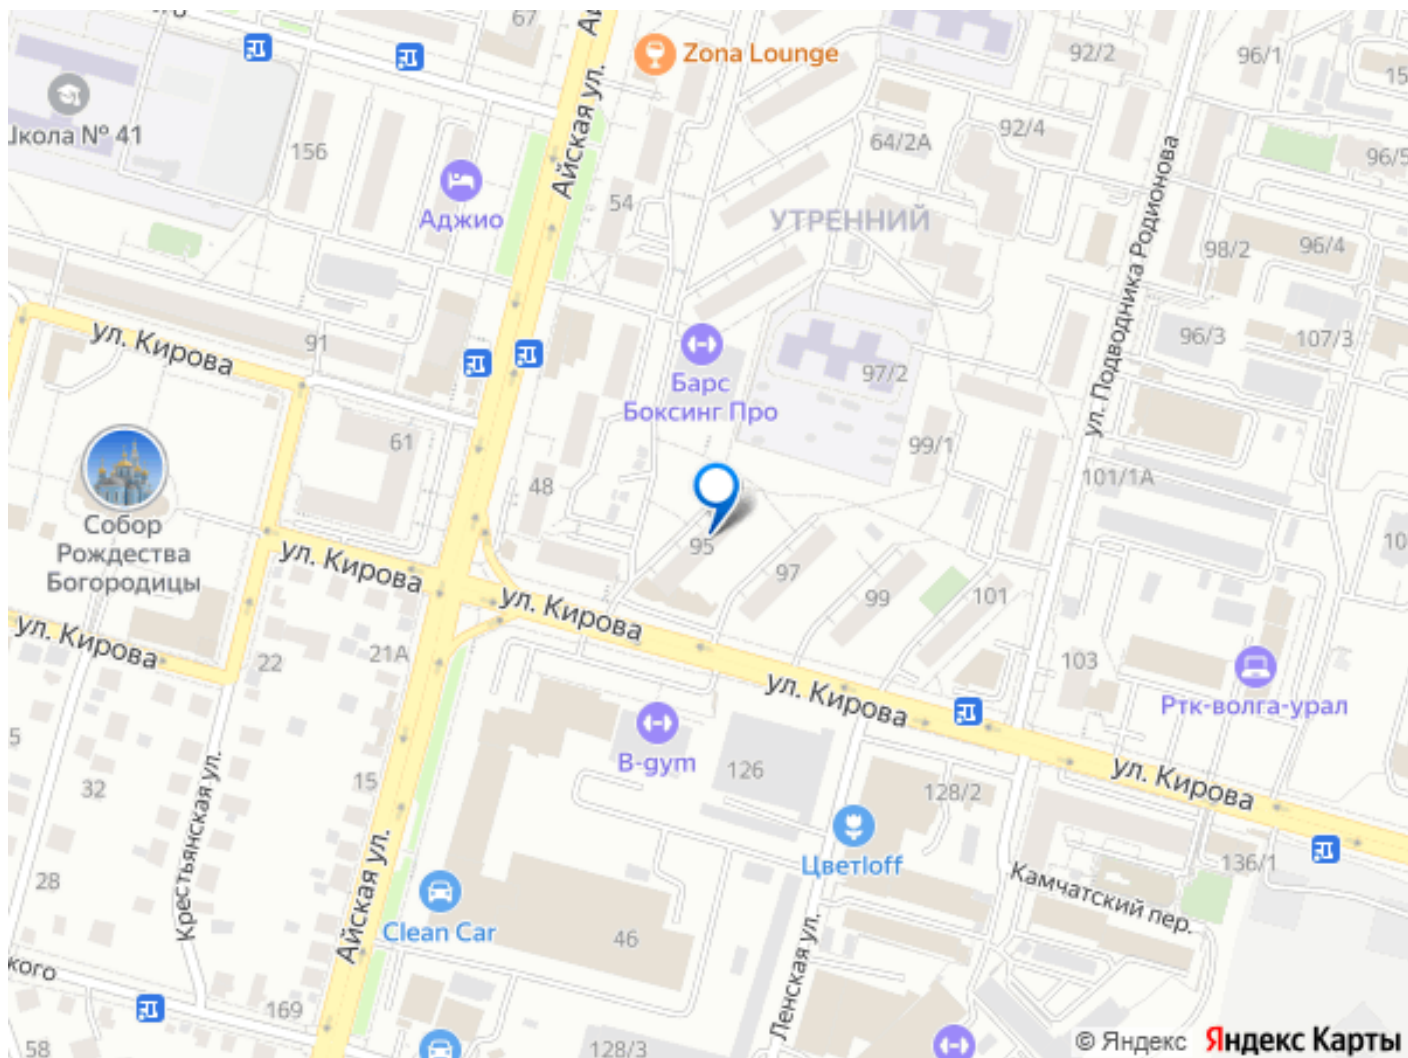 67
Zona Lounge
92/2
96/1
Школа № 41
156
Айская ул.
64/2А
92/4
96/5
Аджио
54
УТРЕННИЙ
ул. Подводника Родионова
98/2
96/4
ул. Кирова
91
96/3
107/3
Барс
Боксинг Про
97/2
61
99/1
48
101/1А
Собор
Рождества
Богородицы
ул. Кирова
95
97
99
101
ул. Кирова
ул. Кирова
22
21А
103
ул. Кирова
Ртк-волга-урал
B-gym
126
15
32
Крестьянская ул.
128/2
ул. Кирова
Цветloff
136/1
28
Камчатский пер.
Айская ул.
Clean Car
46
Ленская ул.
169
58
128/3
© Яндекс Яндекс Карты